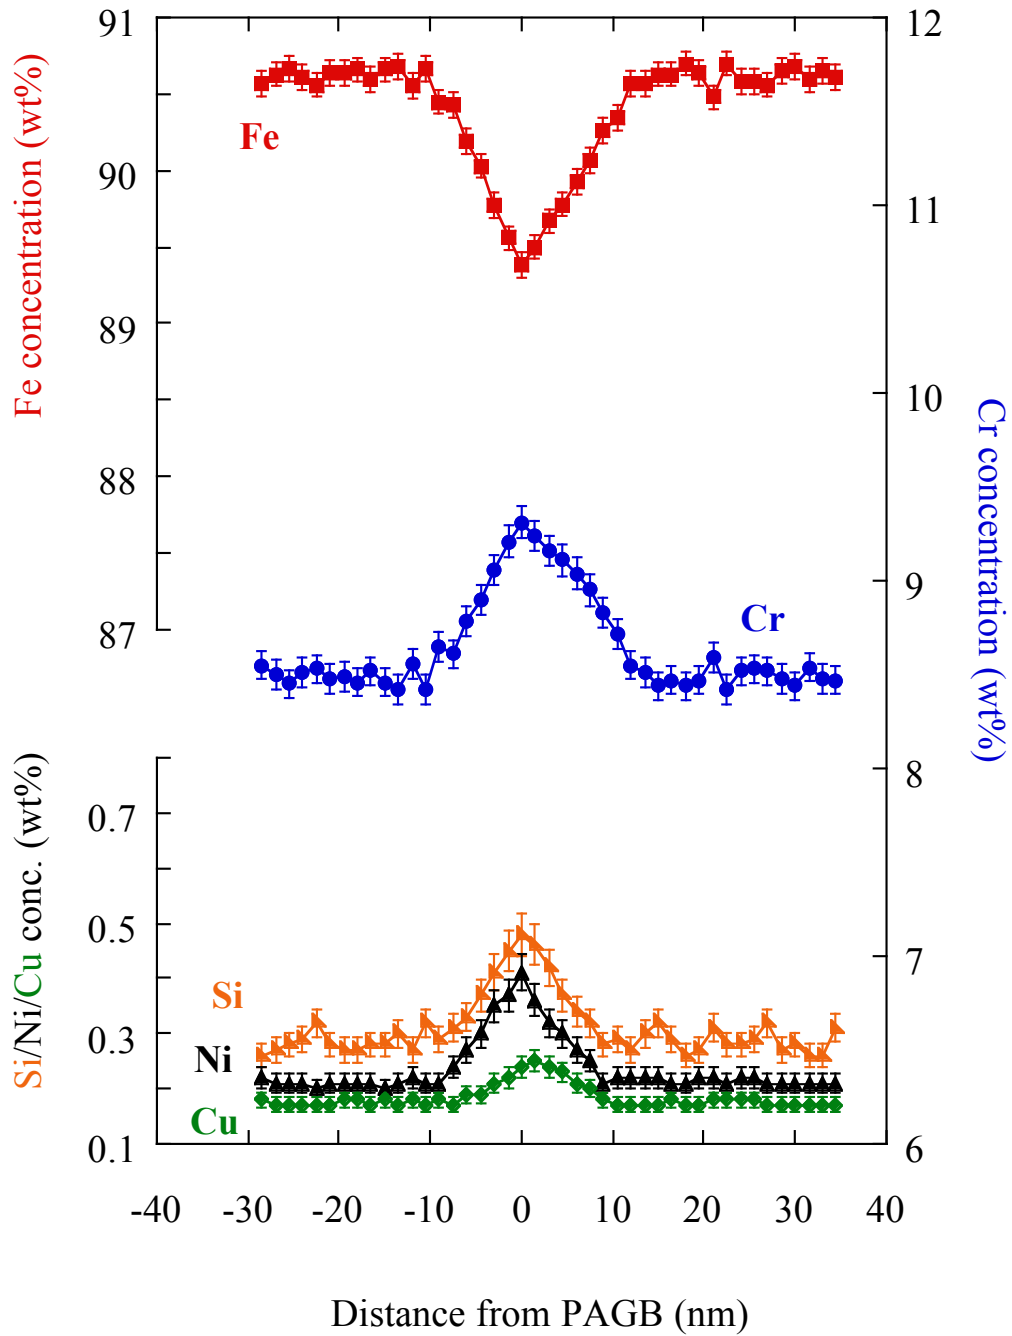 91
12
Fe concentration (wt%)
Fe
90
11
89
10
88
Cr concentration (wt%)
9
87
Cr
8
Si/Ni/Cu conc. (wt%)
0.7
0.5
7
Si
0.3
Ni
Cu
0.1
6
-40 -30 -20 -10 0 10 20 30 40
Distance from PAGB (nm)